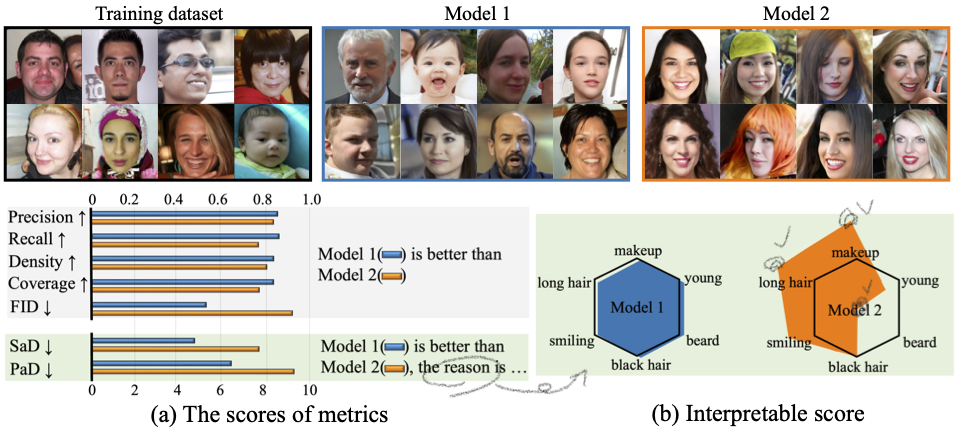 Training dataset
Model 1
Model 2
0 0.2 0.4 0.6 0.8 1.0
Precision ↑
Recall ↑
Density ↑
Coverage ↑
FID ↓
Model 1( ) is better than
Model 2( )
SaD ↓
PaD ↓
Model 1( ) is better than
Model 2( ), the reason is …
0 2 4 6 8 10
(a) The scores of metrics
makeup
long hair
young
Model 1
smiling
beard
black hair
makeup
long hair
young
Model 2
smiling
beard
black hair
(b) Interpretable score